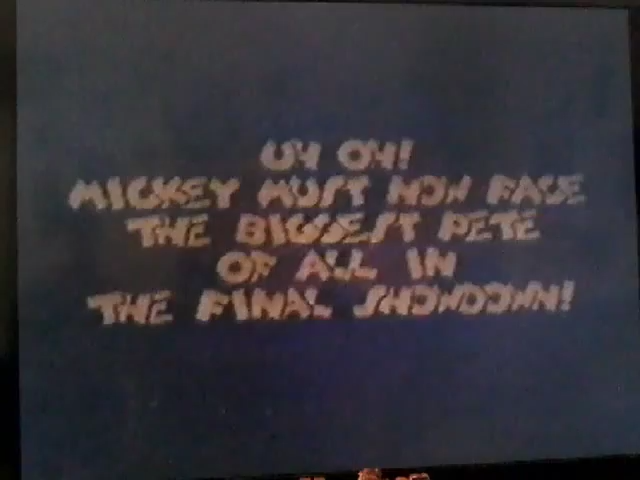 UH OH!
MICKEY MUST NOW FACE
THE BIGGEST PETE
OF ALL IN
THE FINAL SHOWDOWN!